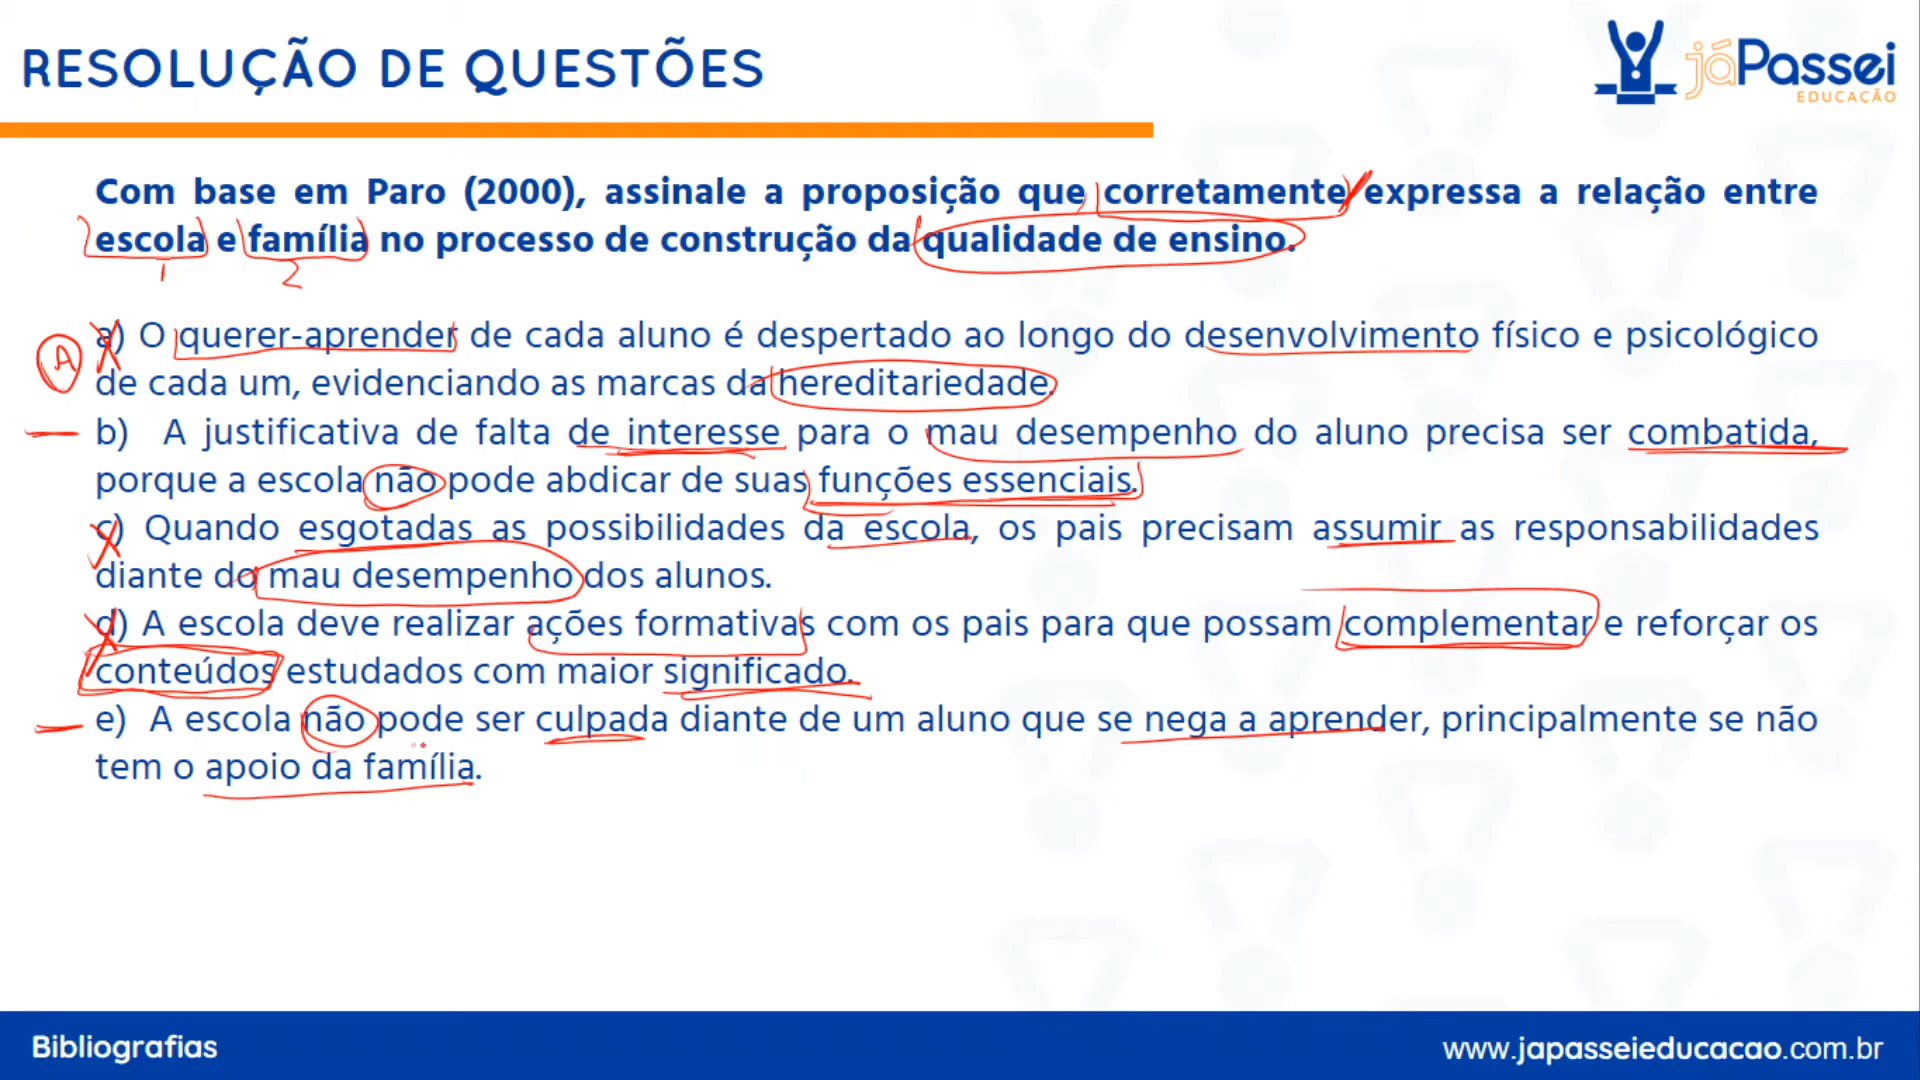 RESOLUÇÃO DE QUESTÕES
jáPassei
EDUCAÇÃO
Com base em Paro (2000), assinale a proposição que corretamente expressa a relação entre
escola e família no processo de construção da qualidade de ensino.
1 2
a) O querer-aprender de cada aluno é despertado ao longo do desenvolvimento físico e psicológico
A
de cada um, evidenciando as marcas da hereditariedade.
b) A justificativa de falta de interesse para o mau desempenho do aluno precisa ser combatida,
porque a escola não pode abdicar de suas funções essenciais.
c) Quando esgotadas as possibilidades da escola, os pais precisam assumir as responsabilidades
diante do mau desempenho dos alunos.
d) A escola deve realizar ações formativas com os pais para que possam complementar e reforçar os
conteúdos estudados com maior significado.
e) A escola não pode ser culpada diante de um aluno que se nega a aprender, principalmente se não
tem o apoio da família.
Bibliografias
www.japasseieducacao.com.br